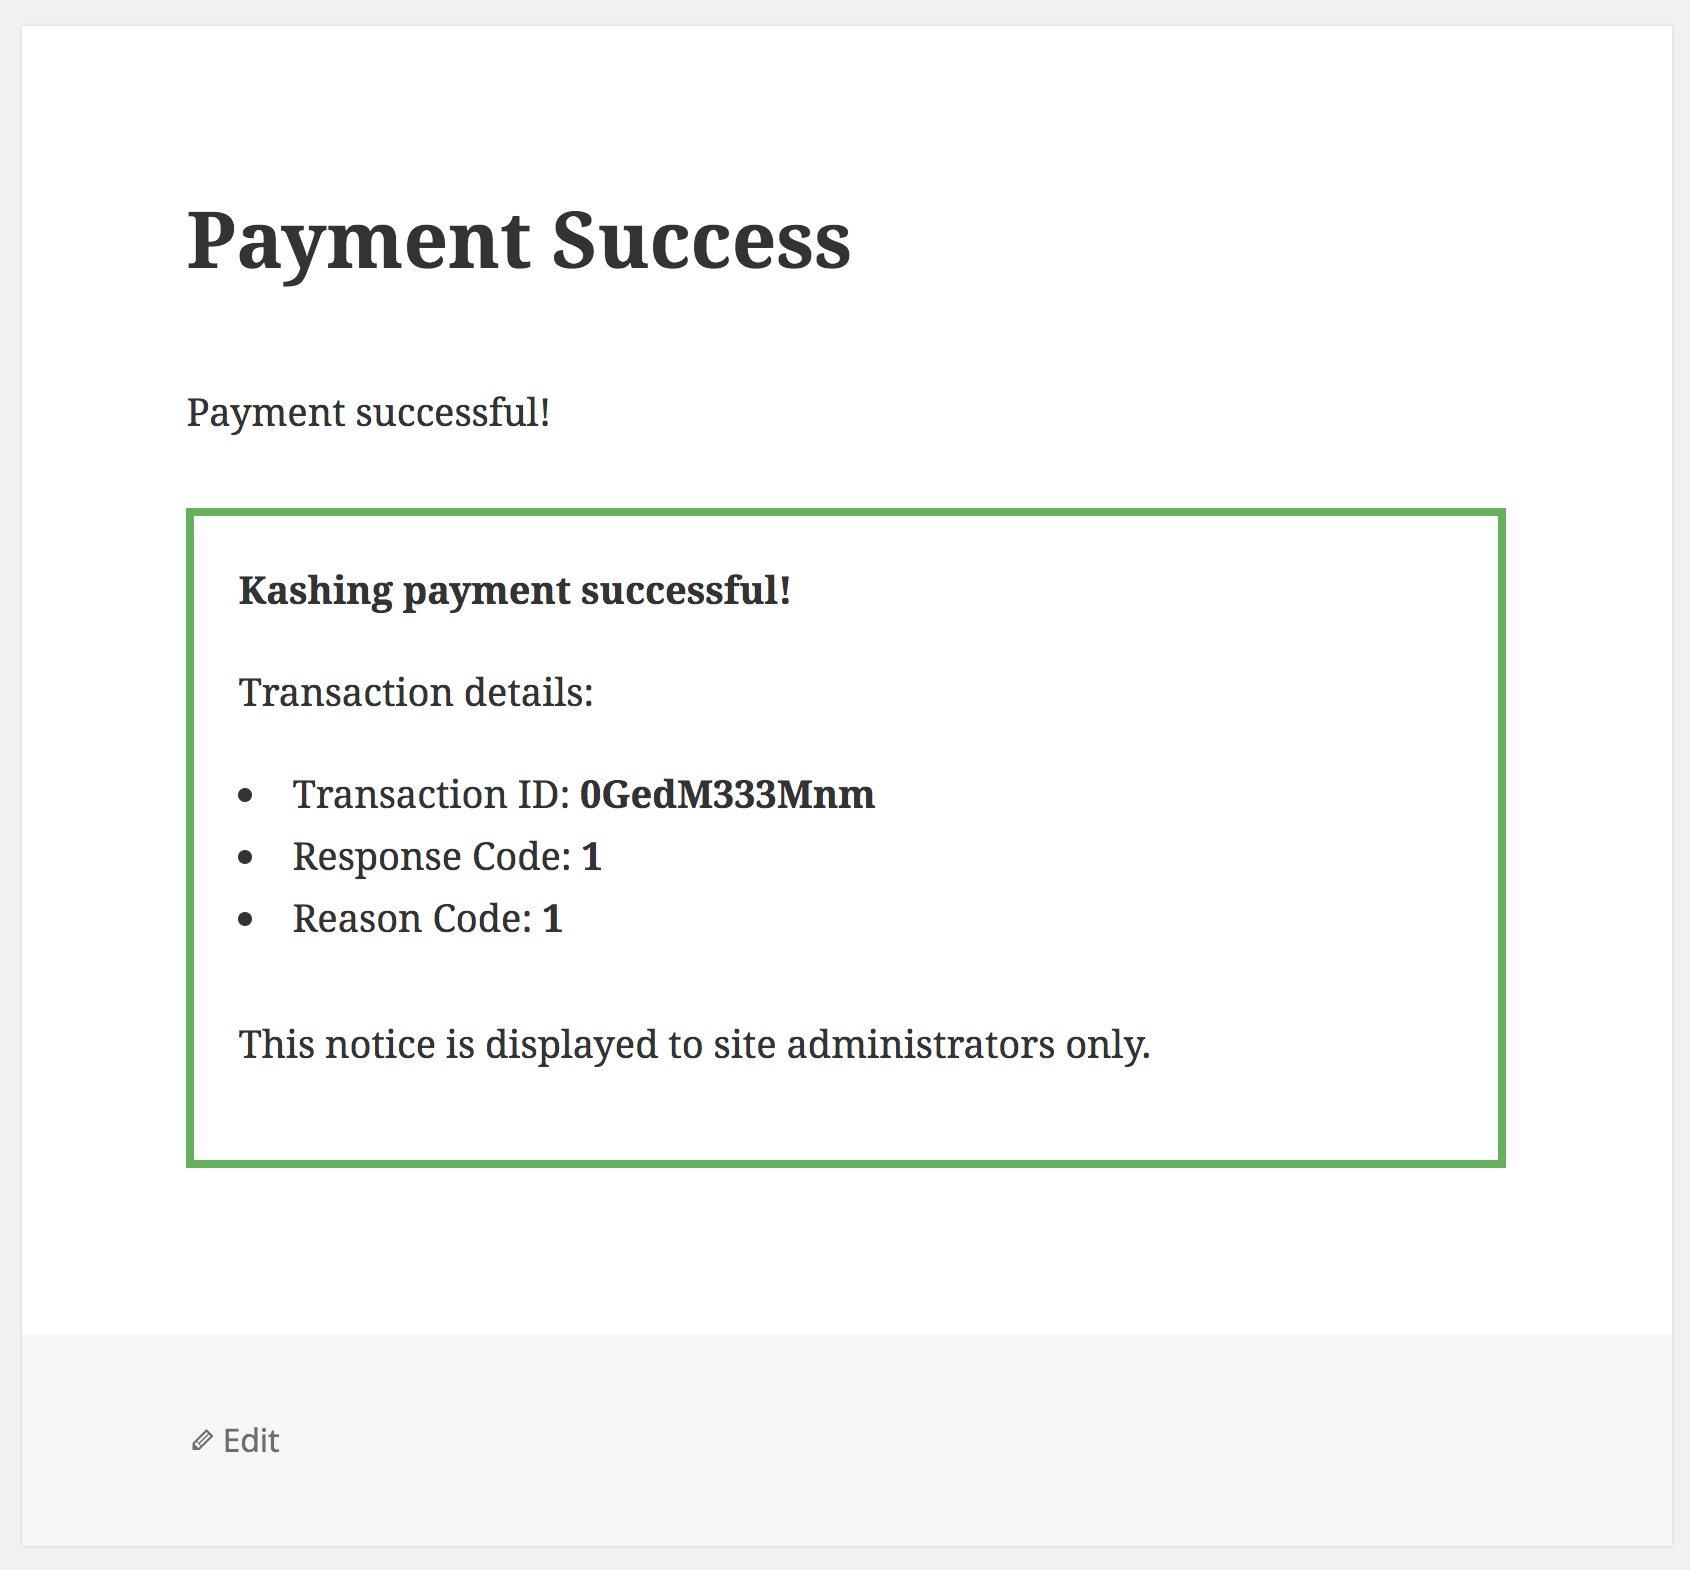 Payment Success
Payment successful!
Kashing payment successful!
Transaction details:
Transaction ID: 0GedM333Mnm
Response Code: 1
Reason Code: 1
This notice is displayed to site administrators only.
Edit